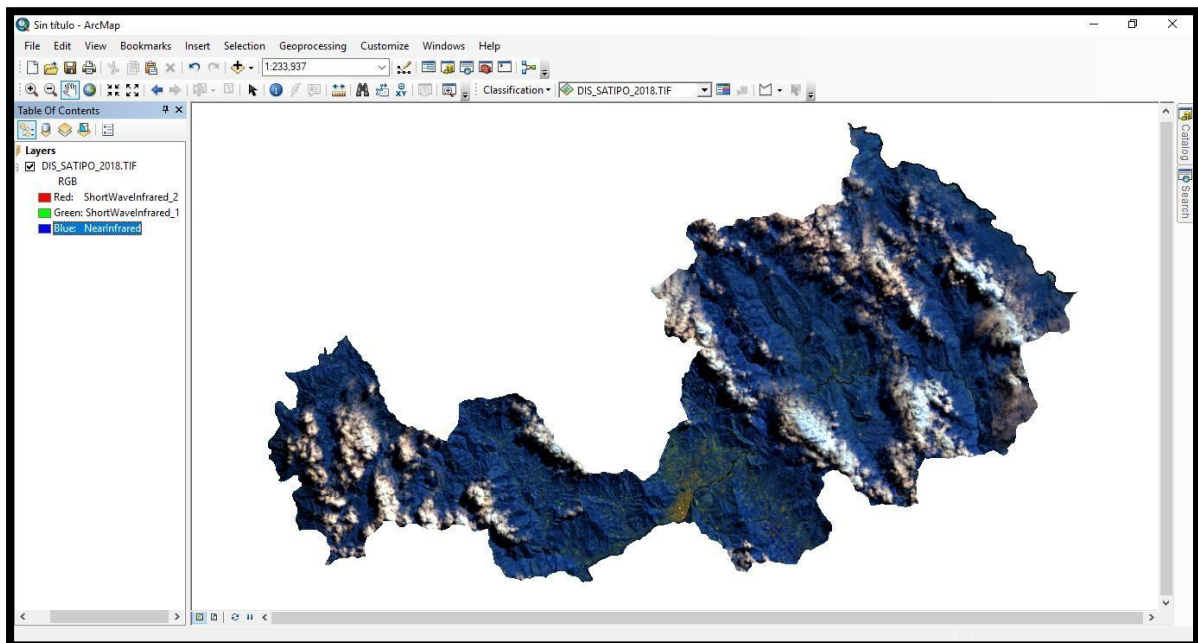 Sin título - ArcMap
File Edit View Bookmarks Insert Selection Geoprocessing Customize Windows Help
1:233,937
Classification DIS_SATIPO_2018.TIF
Table Of Contents
Layers
DIS_SATIPO_2018.TIF
RGB
Red: ShortWaveInfrared_2
Green: ShortWaveInfrared_1
Blue: NearInfrared
Catalog
Search